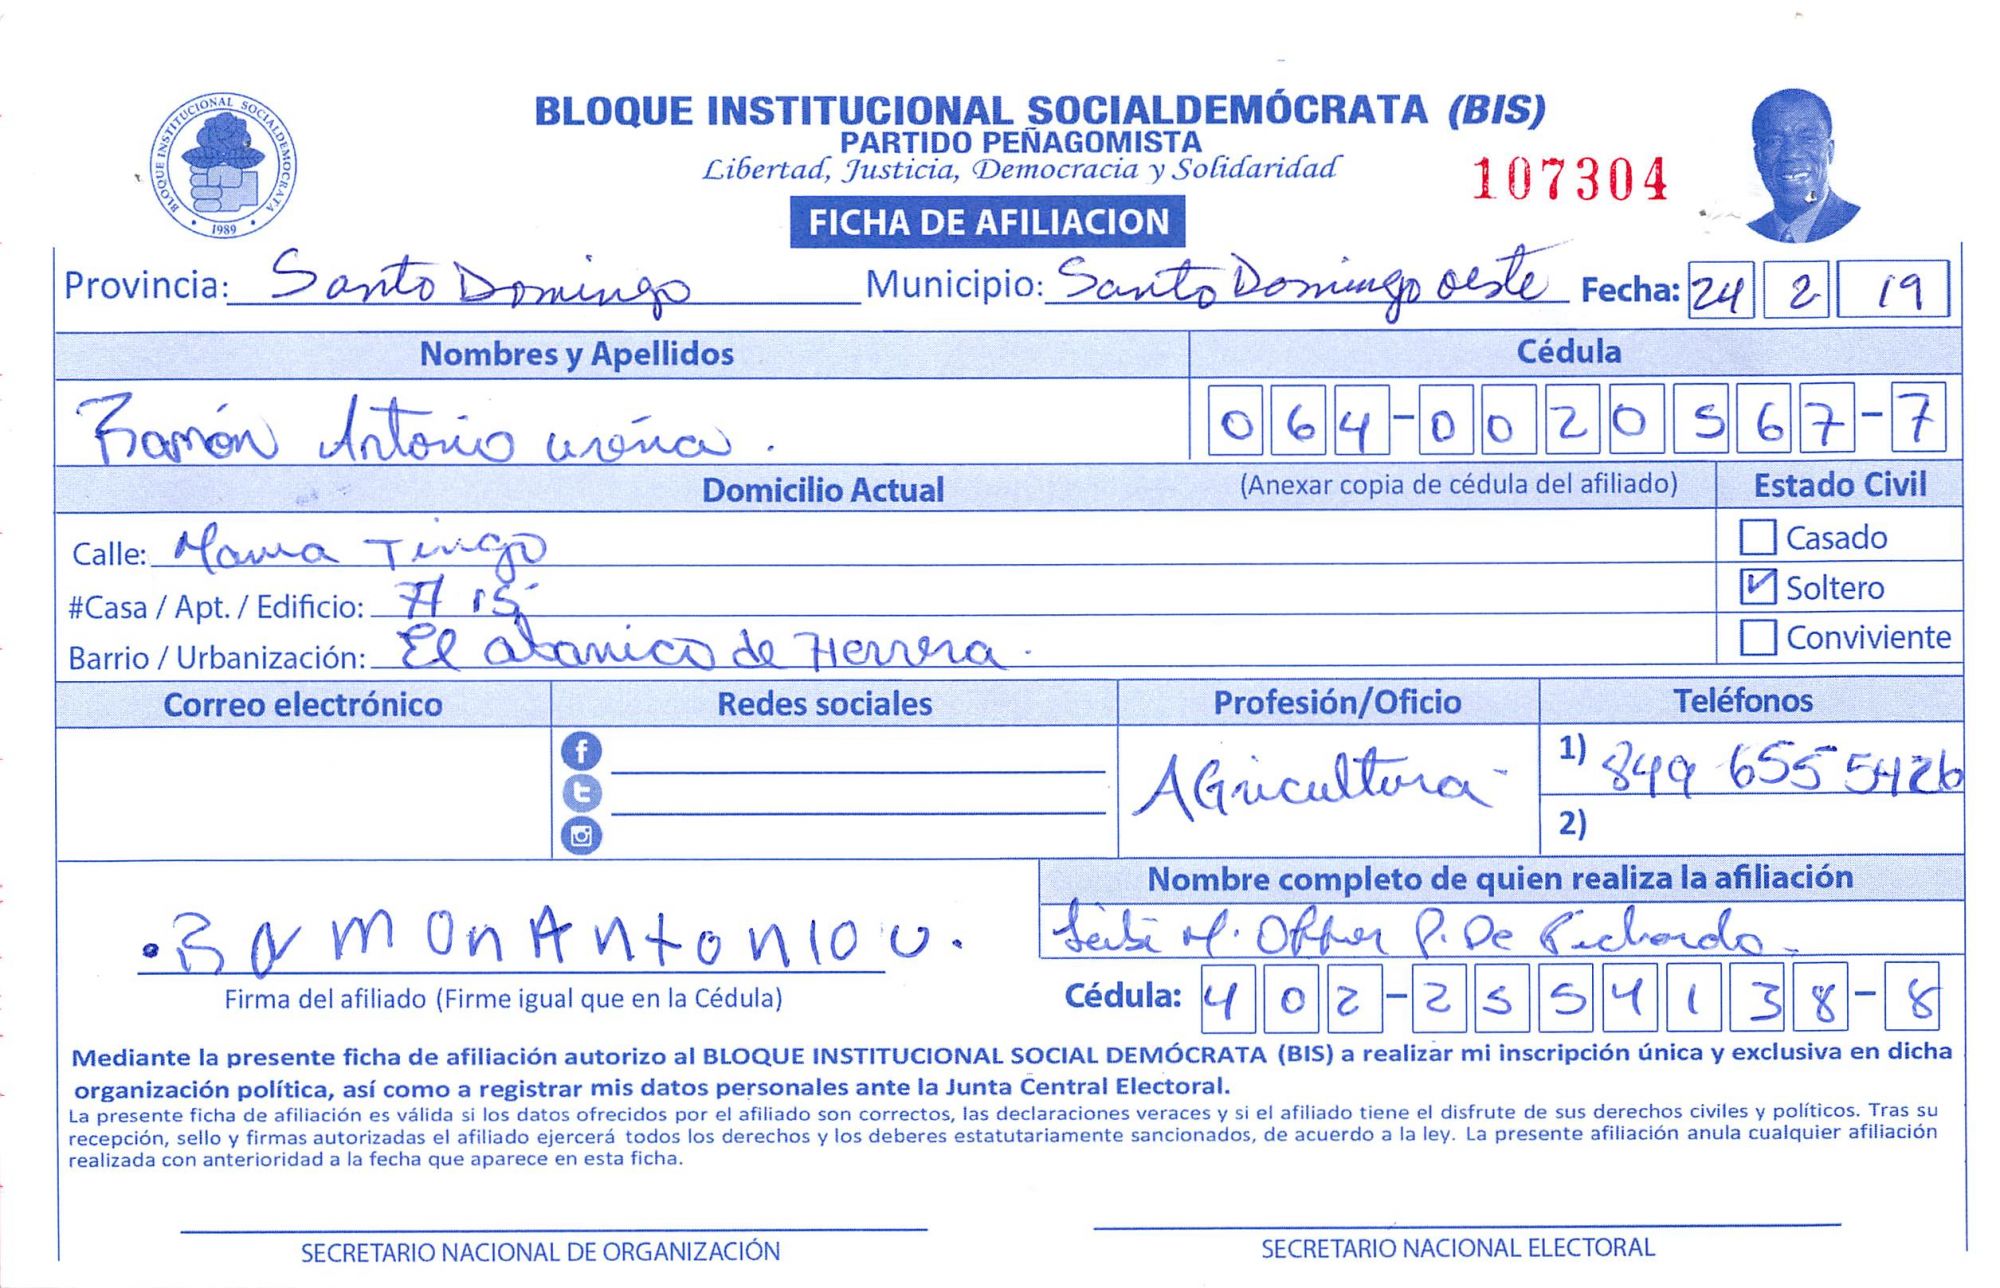 BLOQUE INSTITUCIONAL SOCIALDEMÓCRATA (BIS)
PARTIDO PEÑAGOMISTA
Libertad, Justicia, Democracia y Solidaridad
107304
BLOQUE INSTITUCIONAL SOCIALDEMOCRATA
• 1989 •
FICHA DE AFILIACION
Provincia: Santo Domingo Municipio: Santo Domingo oeste Fecha: 24 2 19
Nombres y Apellidos Cédula
Ramón Antonio ureña. 064-0020567-7
Domicilio Actual (Anexar copia de cédula del afiliado) Estado Civil
Calle: Mama Tingo Casado
#Casa / Apt. / Edificio: # 15 Soltero
Barrio / Urbanización: El abanico de Herrera. Conviviente
Correo electrónico Redes sociales Profesión/Oficio Teléfonos
AGricultura 1) 849 655 5426
2)
Nombre completo de quien realiza la afiliación
M. P. De Pichardo.
.RamonAntonio U.
Firma del afiliado (Firme igual que en la Cédula) Cédula: 402-2554138-8
Mediante la presente ficha de afiliación autorizo al BLOQUE INSTITUCIONAL SOCIAL DEMÓCRATA (BIS) a realizar mi inscripción única y exclusiva en dicha
organización política, así como a registrar mis datos personales ante la Junta Central Electoral.
La presente ficha de afiliación es válida si los datos ofrecidos por el afiliado son correctos, las declaraciones veraces y si el afiliado tiene el disfrute de sus derechos civiles y políticos. Tras su
recepción, sello y firmas autorizadas el afiliado ejercerá todos los derechos y los deberes estatutariamente sancionados, de acuerdo a la ley. La presente afiliación anula cualquier afiliación
realizada con anterioridad a la fecha que aparece en esta ficha.
SECRETARIO NACIONAL DE ORGANIZACIÓN SECRETARIO NACIONAL ELECTORAL